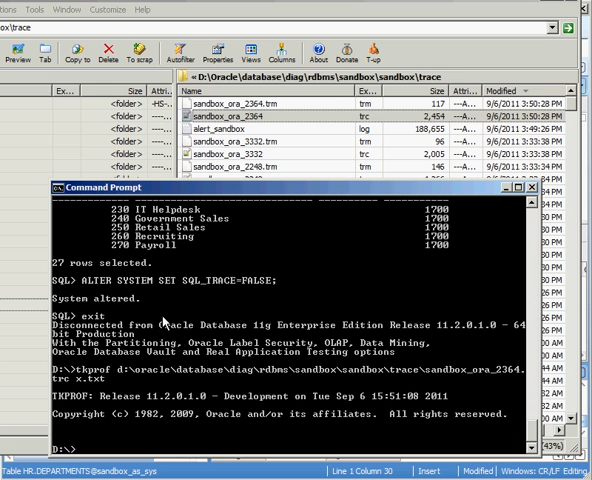 tions Tools Window Customize Help
box\trace
Preview Tab Copy to Delete To scrap Autofilter Properties Views Columns About Donate T-up
« D:\Oracle\database\diag\rdbms\sandbox\sandbox\trace
Ex... Size Attri... Name Ex... Size Attri... Modified
<folder> -HS-... sandbox_ora_2364.trm trm 117 ---A... 9/6/2011 3:50:28 PM
<folder> ----... sandbox_ora_2364 trc 2,454 ---A... 9/6/2011 3:50:28 PM
<folder> ----... alert_sandbox log 188,655 ---A... 9/6/2011 3:49:26 PM
<folder> ----... sandbox_ora_3332.trm trm 96 ---A... 9/6/2011 3:33:33 PM
<folder> ----... sandbox_ora_3332 trc 2,005 ---A... 9/6/2011 3:33:33 PM
<folder> ----... sandbox_ora_2248.trm trm 146 ---A... 9/6/2011 3:33:34 PM
Command Prompt
230 IT Helpdesk 1700
240 Government Sales 1700
250 Retail Sales 1700
260 Recruiting 1700
270 Payroll 1700
27 rows selected.
SQL> ALTER SYSTEM SET SQL_TRACE=FALSE;
System altered.
SQL> exit
Disconnected from Oracle Database 11g Enterprise Edition Release 11.2.0.1.0 - 64
bit Production
With the Partitioning, Oracle Label Security, OLAP, Data Mining,
Oracle Database Vault and Real Application Testing options
D:\>tkprof d:\oracle\database\diag\rdbms\sandbox\sandbox\trace\sandbox_ora_2364.
trc x.txt
TKPROF: Release 11.2.0.1.0 - Development on Tue Sep 6 15:51:08 2011
Copyright (c) 1982, 2009, Oracle and/or its affiliates. All rights reserved.
D:\>
(43%)
Table HR.DEPARTMENTS@sandbox_as_sys Line 1 Column 30 Insert Modified Windows: CR/LF Editing